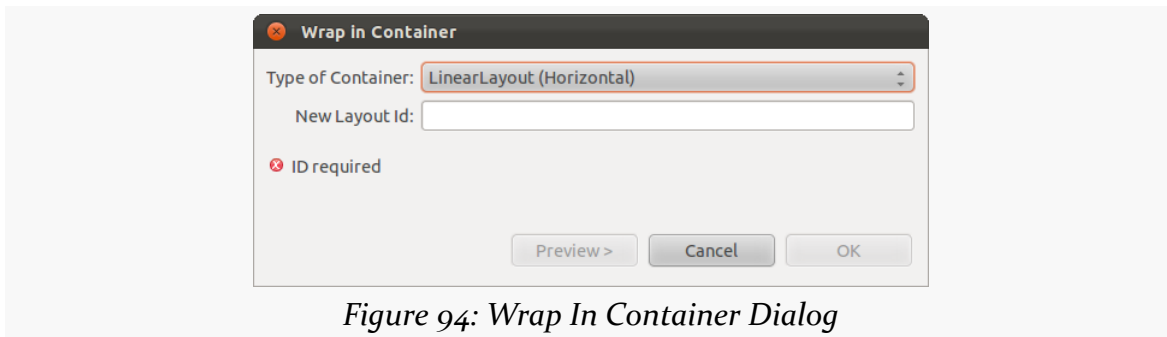 Wrap in Container
Type of Container: LinearLayout (Horizontal)
New Layout Id:
ID required
Preview > Cancel OK
Figure 94: Wrap In Container Dialog